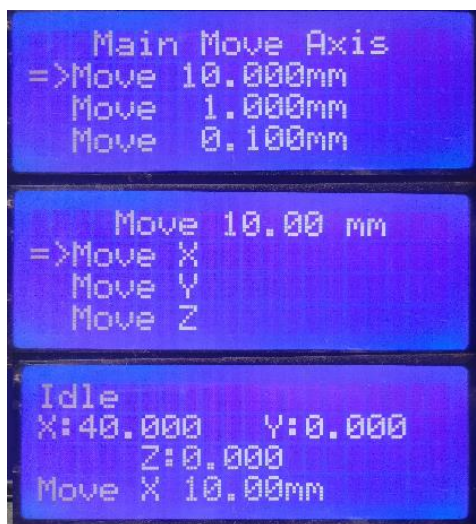 Main Move Axis
=>Move 10.000mm
Move 1.000mm
Move 0.100mm
Move 10.00 mm
=>Move X
Move Y
Move Z
Idle
X:40.000 Y:0.000
Z:0.000
Move X 10.00mm